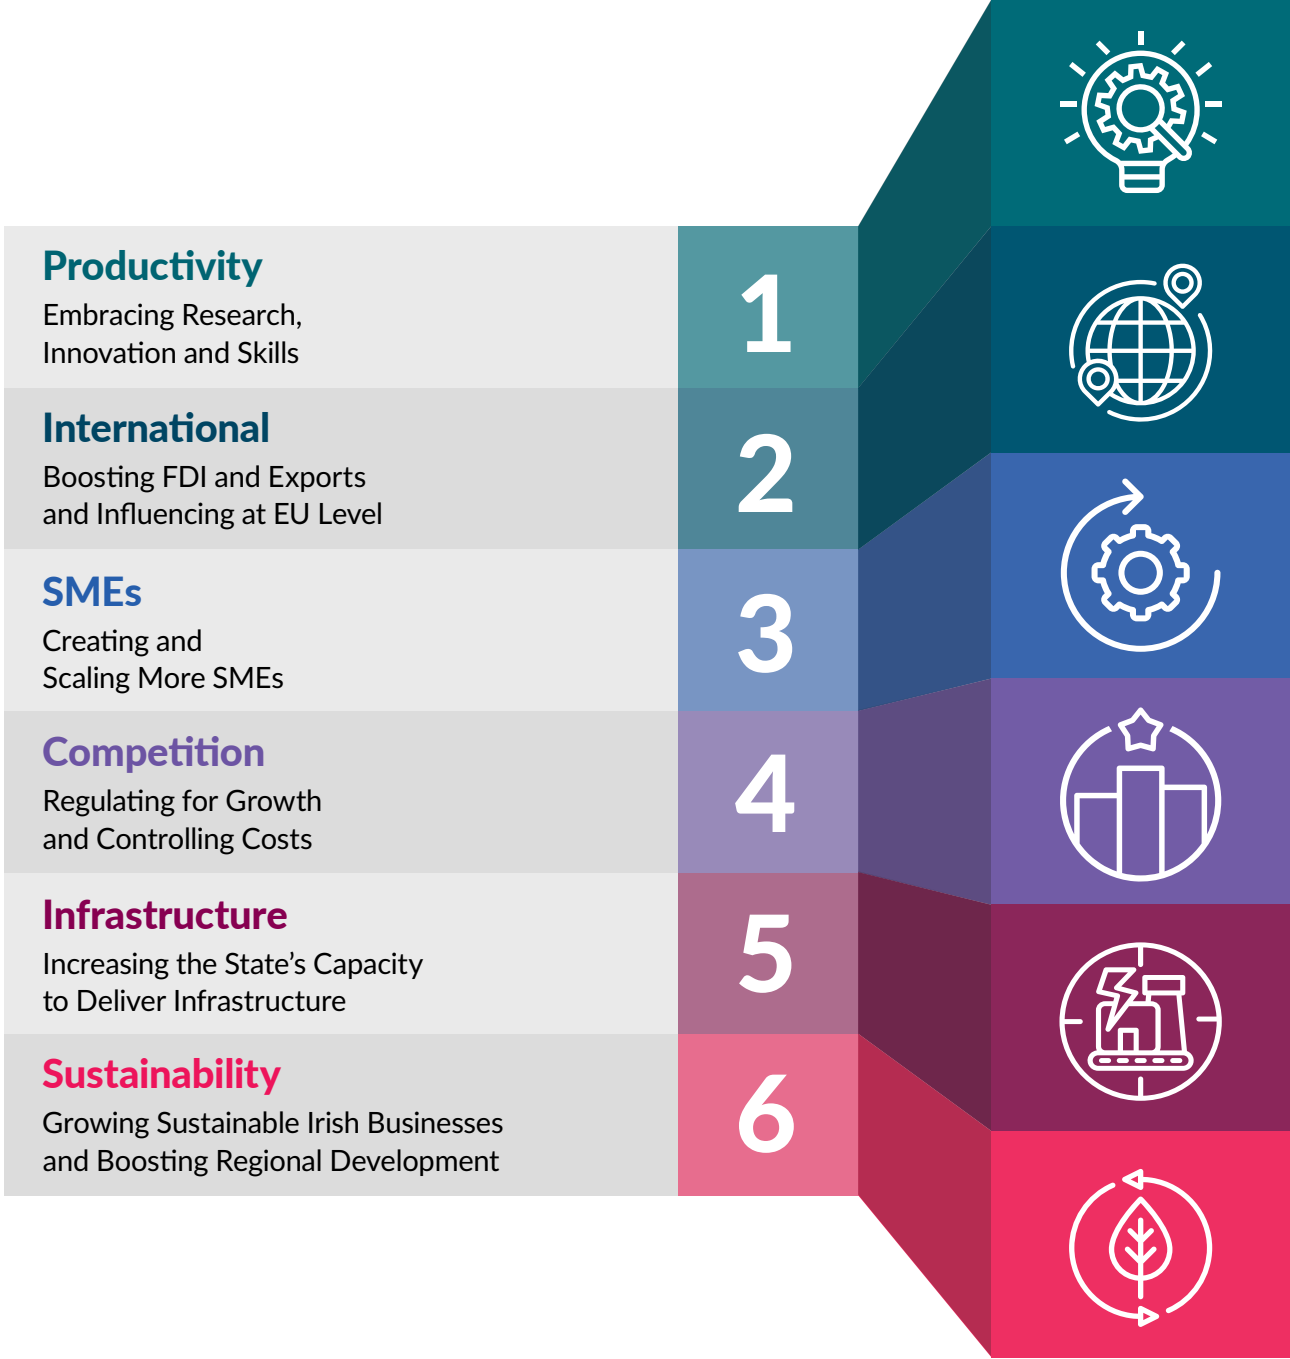 Productivity
Embracing Research,
Innovation and Skills
1
International
Boosting FDI and Exports
and Influencing at EU Level
2
SMEs
Creating and
Scaling More SMEs
3
Competition
Regulating for Growth
and Controlling Costs
4
Infrastructure
Increasing the State’s Capacity
to Deliver Infrastructure
5
Sustainability
Growing Sustainable Irish Businesses
and Boosting Regional Development
6